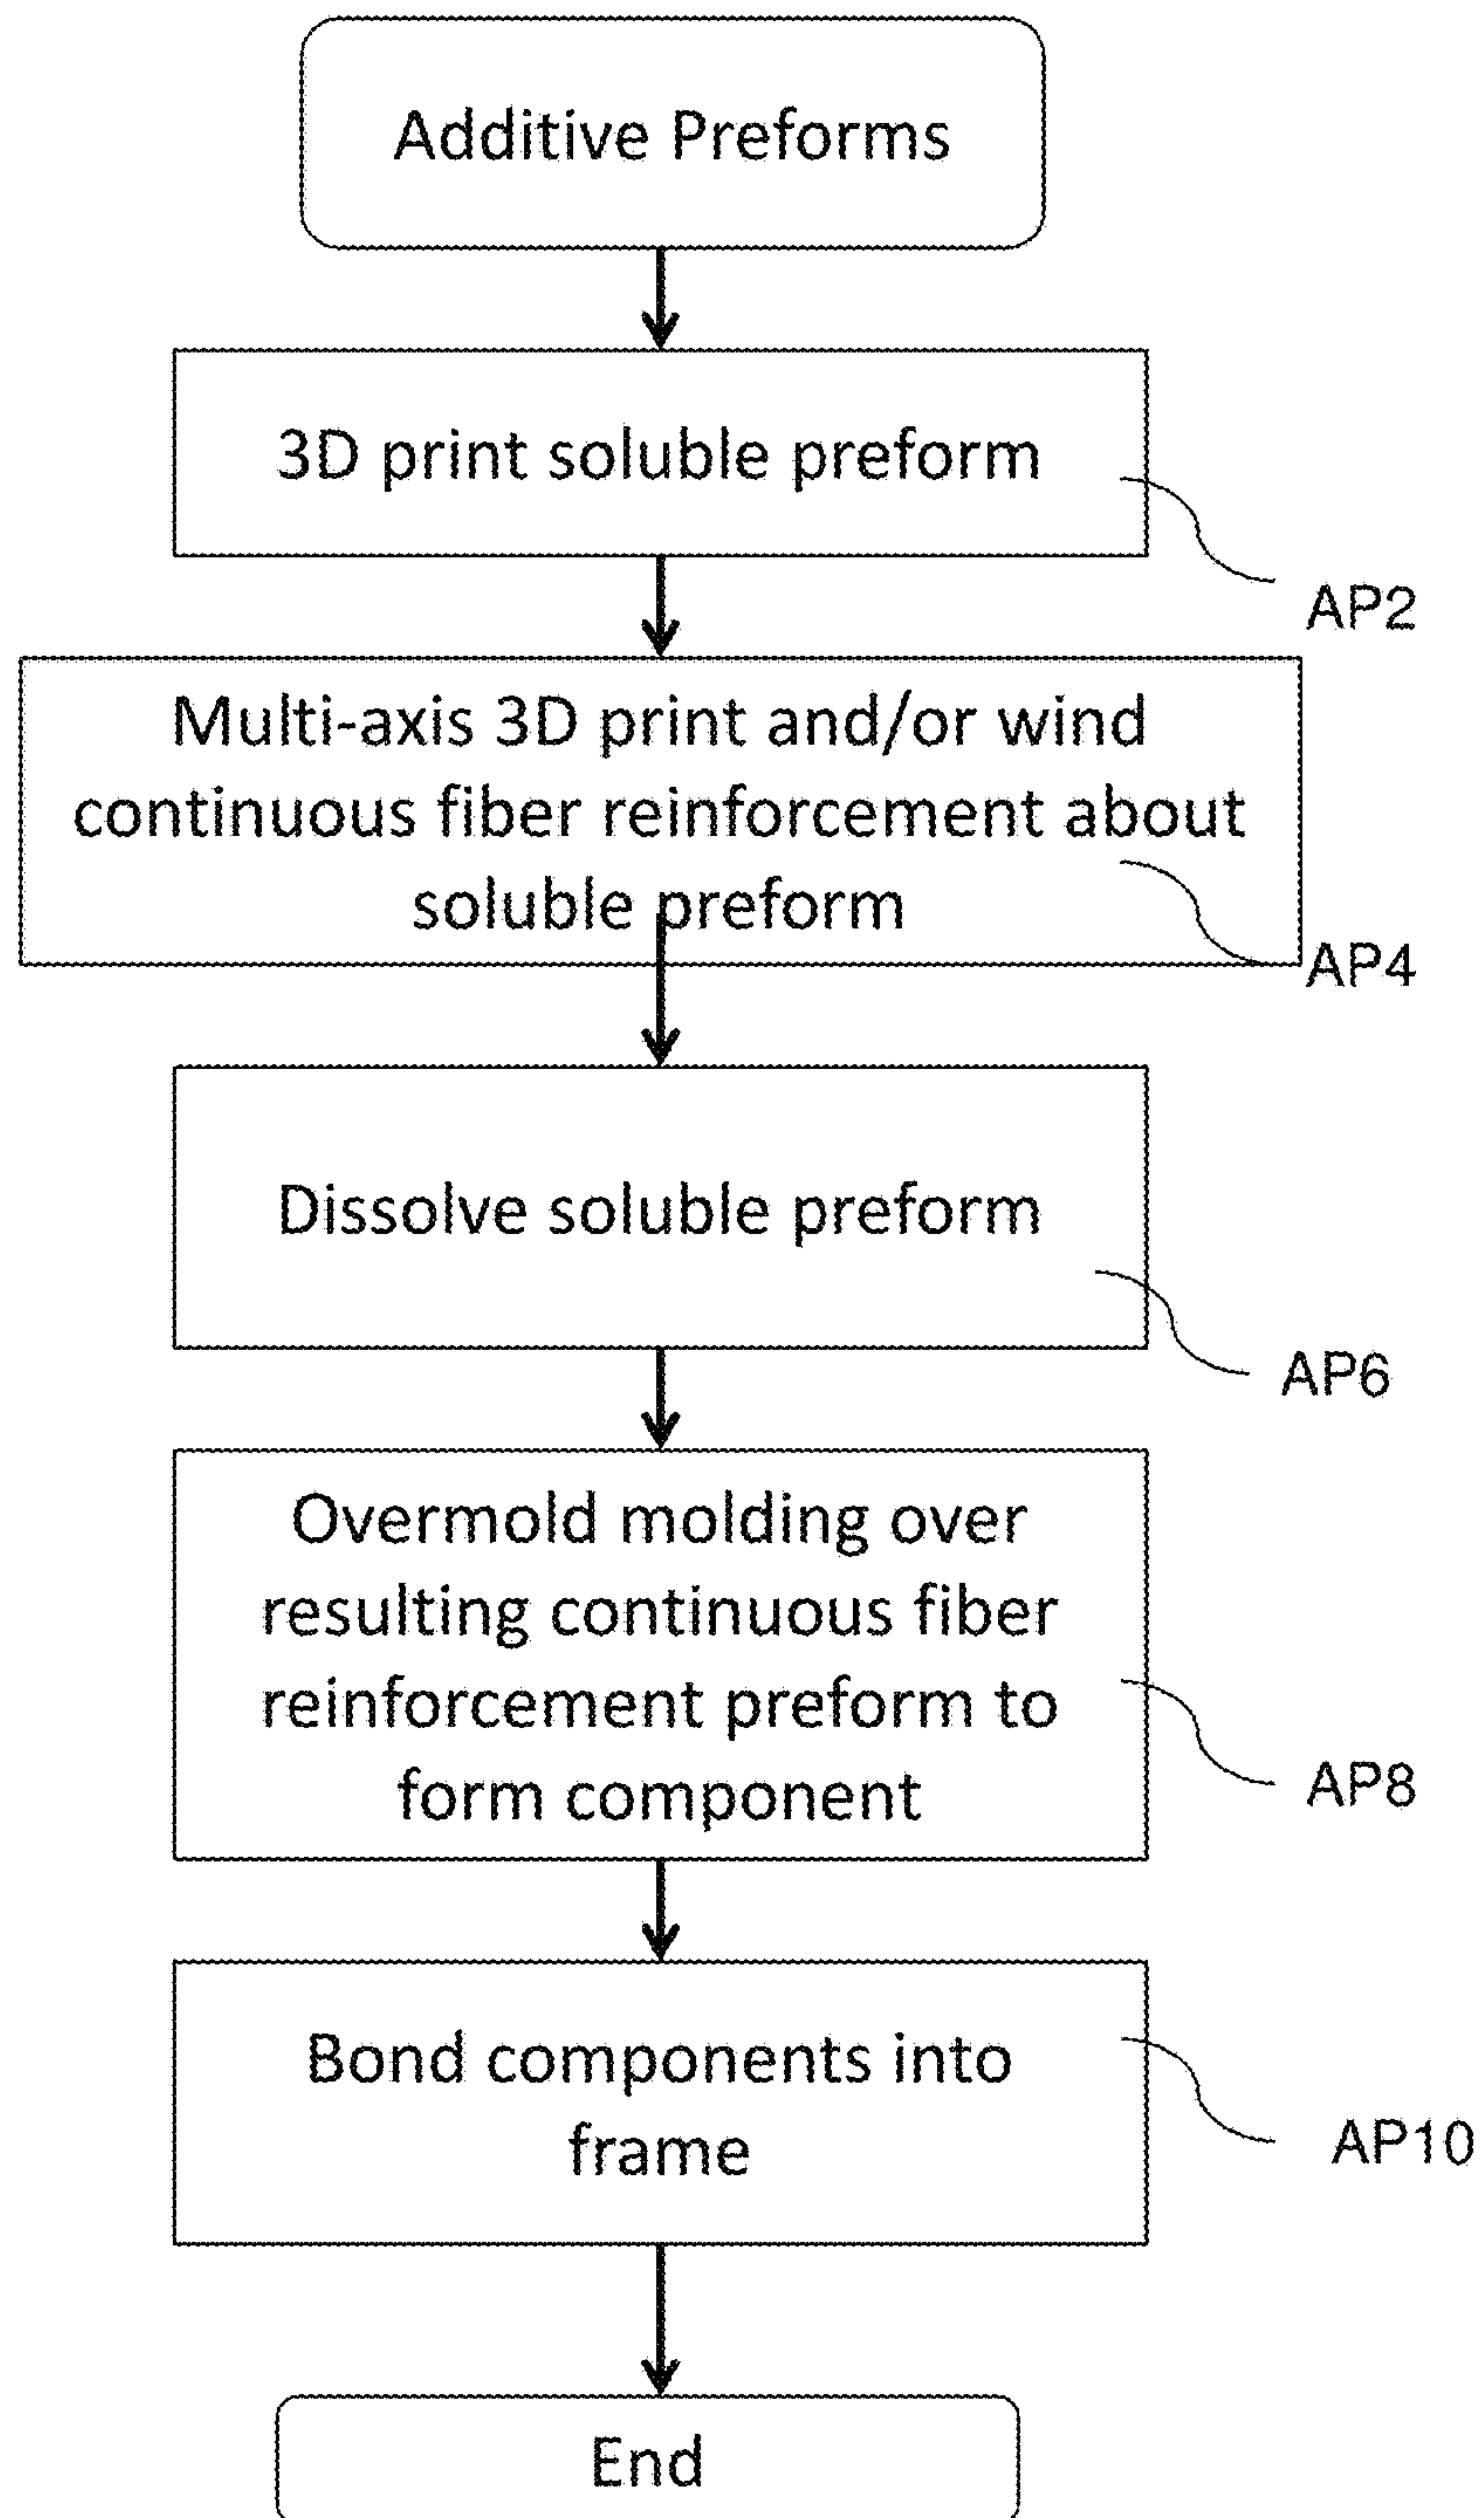 Additive Preforms
3D print soluble preform
AP2
Multi-axis 3D print and/or wind
continuous fiber reinforcement about
soluble preform
AP4
Dissolve soluble preform
AP6
Overmold molding over
resulting continuous fiber
reinforcement preform to
form component
AP8
Bond components into
frame
AP10
End